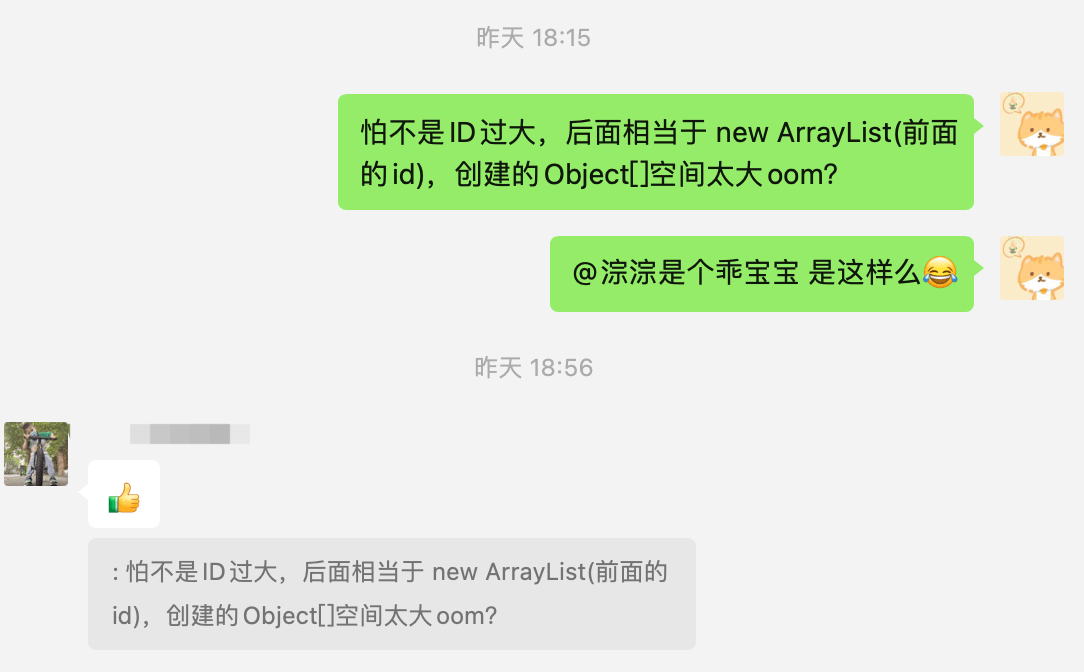 昨天 18:15
怕不是ID过大，后面相当于 new ArrayList(前面
的id)，创建的Object[]空间太大oom?
@淙淙是个乖宝宝 是这样么😂
昨天 18:56
👍
: 怕不是ID过大，后面相当于 new ArrayList(前面的
id)，创建的Object[]空间太大oom?